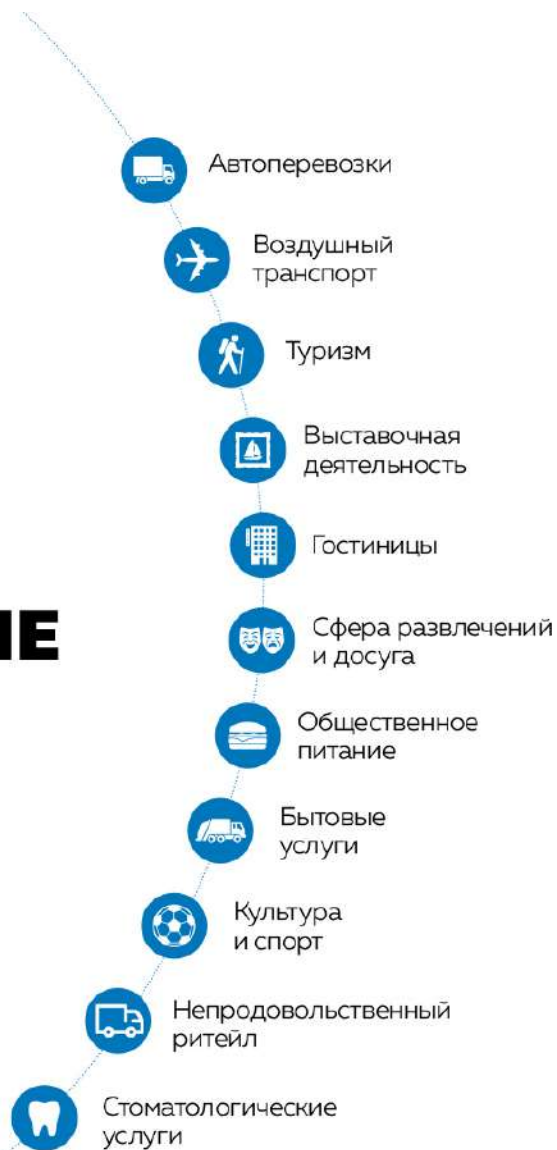 Автоперевозки
Воздушный
транспорт
Туризм
Выставочная
деятельность
Гостиницы
ИЕ
Сфера развлечений
и досуга
Общественное
питание
Бытовые
услуги
Культура
и спорт
Непродовольственный
ритейл
Стоматологические
услуги